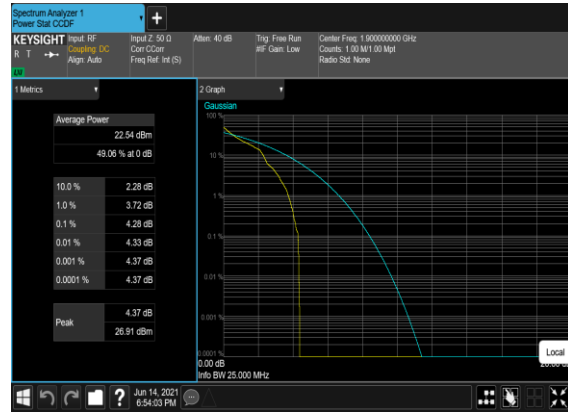 Spectrum Analyzer 1
Power Stat CCDF
+
KEYSIGHT
R T
LXI
Input: RF
Coupling: DC
Align: Auto
Input Z: 50 Ω
Corr CCorr
Freq Ref: Int (S)
Atten: 40 dB
Trig: Free Run
#IF Gain: Low
Center Freq: 1.900000000 GHz
Counts: 1.00 M/1.00 Mpt
Radio Std: None
1 Metrics
Average Power
22.54 dBm
49.06 % at 0 dB
10.0 % 2.28 dB
1.0 % 3.72 dB
0.1 % 4.28 dB
0.01 % 4.33 dB
0.001 % 4.37 dB
0.0001 % 4.37 dB
Peak
4.37 dB
26.91 dBm
2 Graph
Gaussian
100 %
10 %
1 %
0.1 %
0.01 %
0.001 %
0.0001 %
0.00 dB
Info BW 25.000 MHz
Local
?
Jun 14, 2021
6:54:03 PM